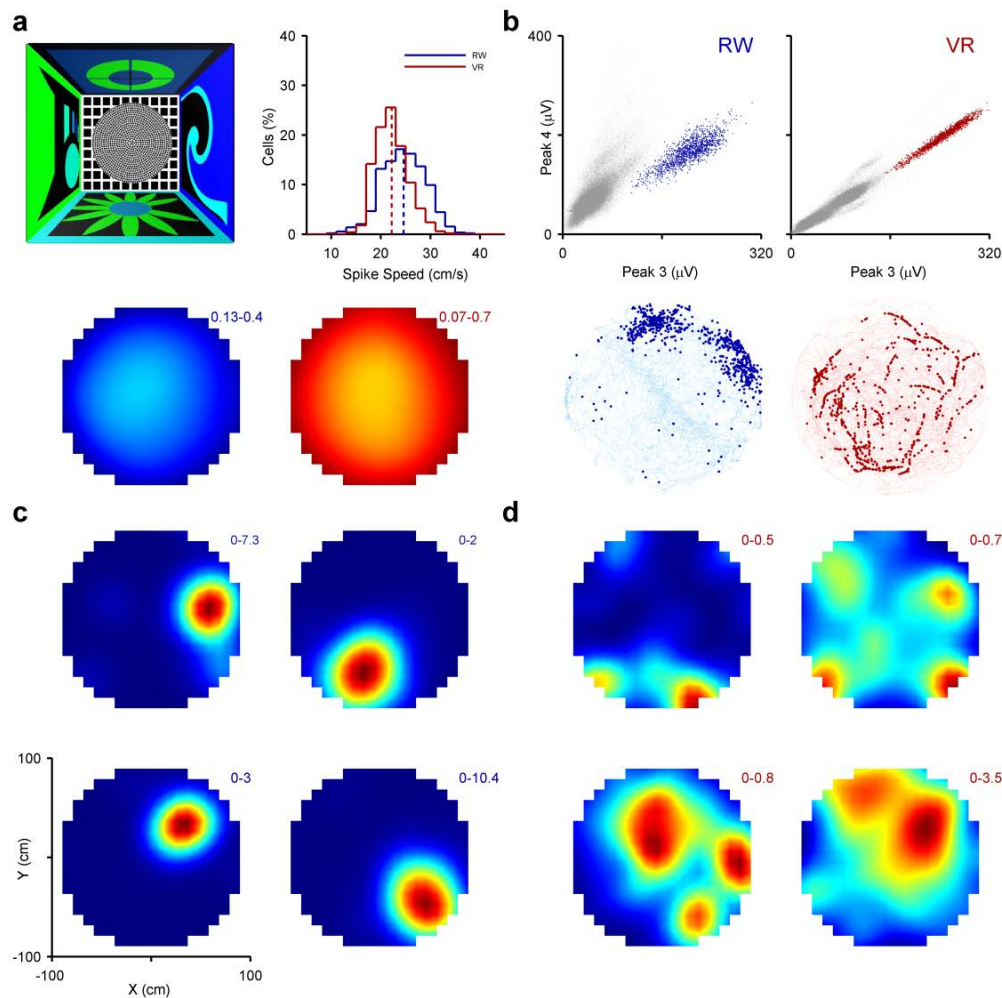 a
40
30
20
10
0
Cells (%)
RW
VR
10 20 30 40
Spike Speed (cm/s)
0.13-0.4
0.07-0.7
b
400
0
Peak 4 (μV)
RW
VR
0 320
0 320
Peak 3 (μV)
Peak 3 (μV)
c
0-7.3
0-2
100
0-3
0-10.4
Y (cm)
-100
-100 100
X (cm)
d
0-0.5
0-0.7
0-0.8
0-3.5